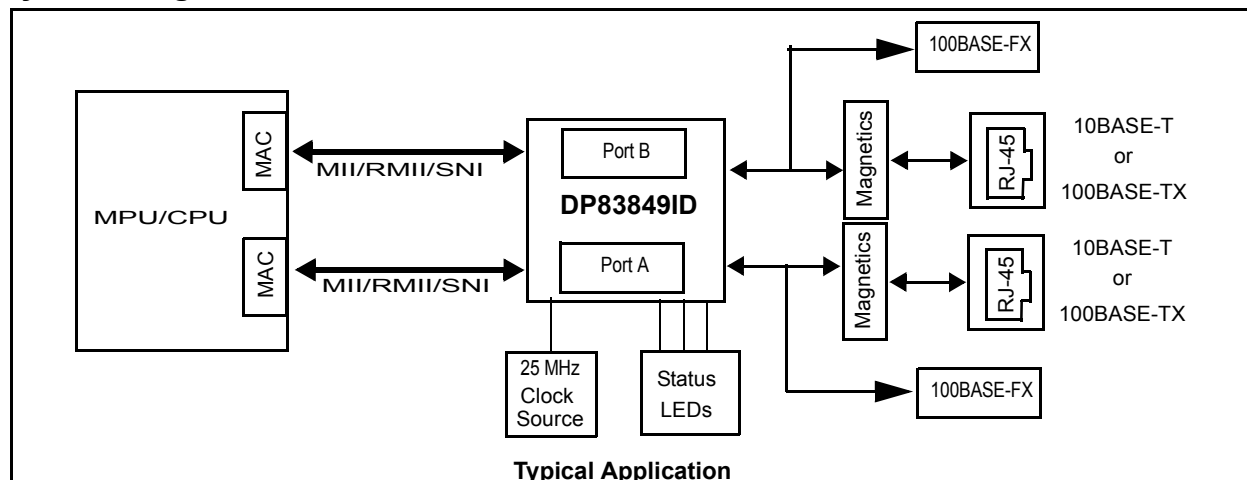 100BASE-FX
MAC
MII/RMII/SNI
Port B
Magnetics
RJ-45
10BASE-T
or
100BASE-TX
MPU/CPU
DP83849ID
MAC
MII/RMII/SNI
Port A
Magnetics
RJ-45
10BASE-T
or
100BASE-TX
25 MHz
Clock
Source
Status
LEDs
100BASE-FX
Typical Application